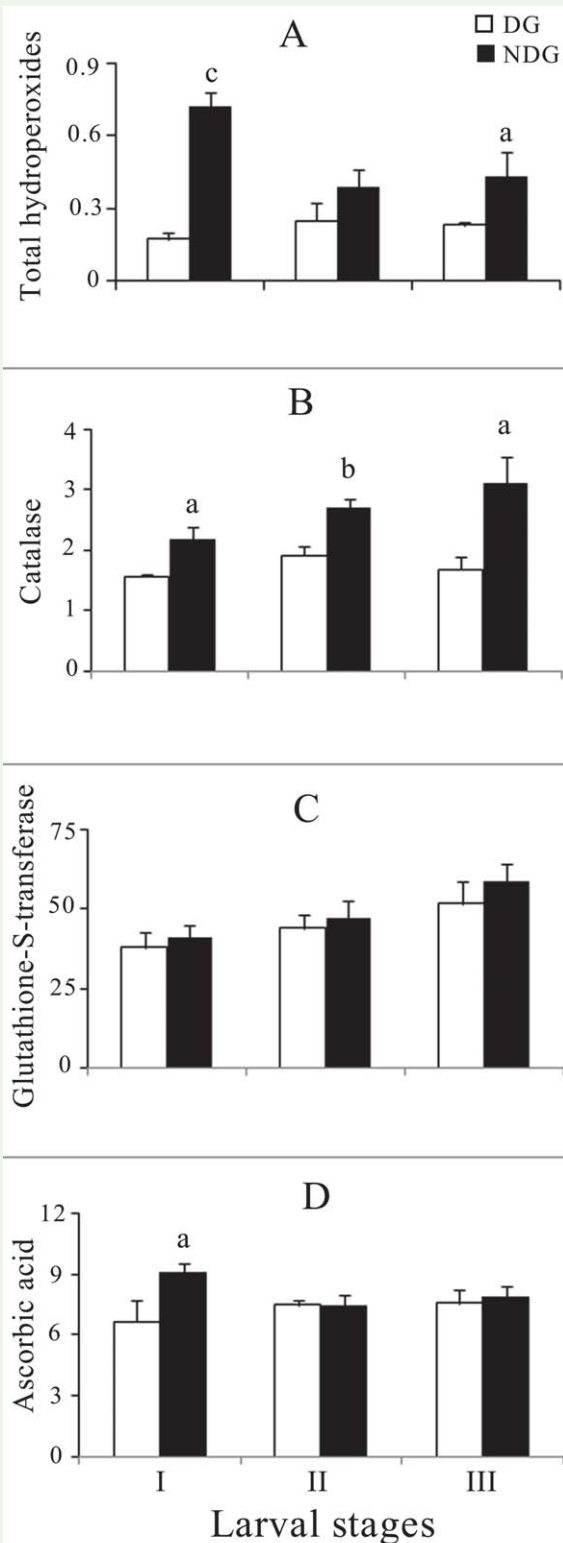 A
DG
NDG
Total hydroperoxides
0.9
0.6
0.3
0
c
a
B
Catalase
4
3
2
1
0
a
b
a
C
Glutathione-S-transferase
75
50
25
0
D
Ascorbic acid
12
9
6
3
0
a
I II III
Larval stages